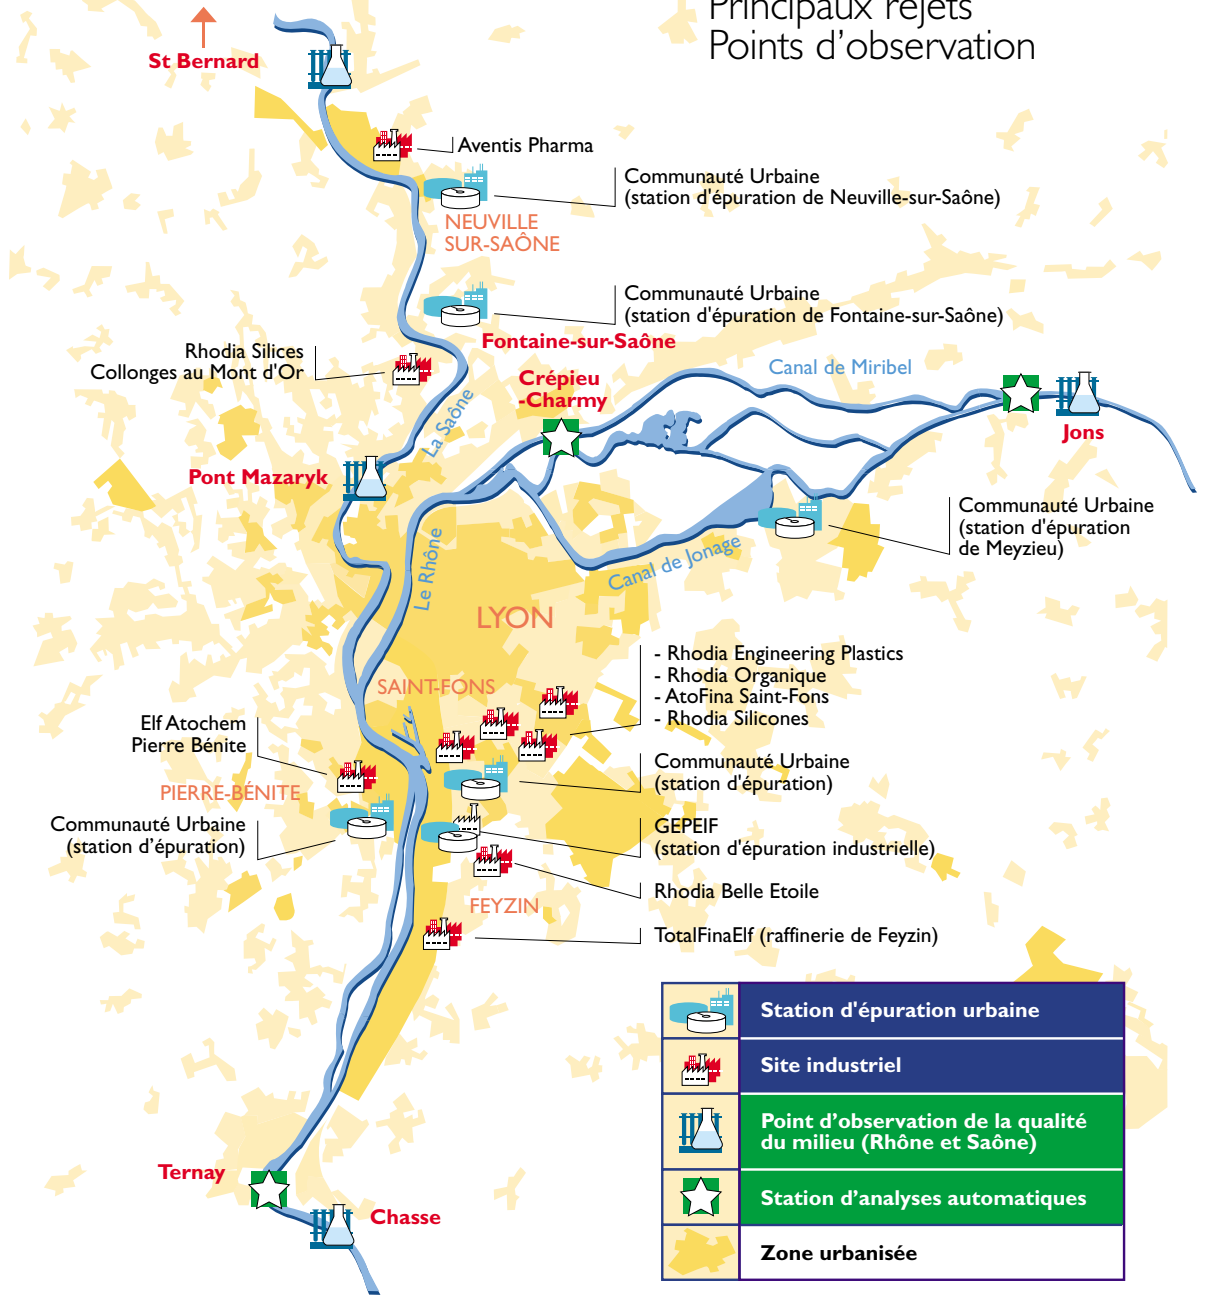 Principaux rejets
Points d’observation
St Bernard
Aventis Pharma
Communauté Urbaine
(station d'épuration de Neuville-sur-Saône)
NEUVILLE
SUR-SAÔNE
Communauté Urbaine
(station d'épuration de Fontaine-sur-Saône)
Fontaine-sur-Saône
Rhodia Silices
Collonges au Mont d'Or
Crépieu
-Charmy
Canal de Miribel
Jons
La Saône
Pont Mazaryk
Communauté Urbaine
(station d'épuration
de Meyzieu)
Canal de Jonage
Le Rhône
LYON
- Rhodia Engineering Plastics
- Rhodia Organique
- AtoFina Saint-Fons
- Rhodia Silicones
SAINT-FONS
Elf Atochem
Pierre Bénite
Communauté Urbaine
(station d'épuration)
PIERRE-BÉNITE
Communauté Urbaine
(station d’épuration)
GEPEIF
(station d'épuration industrielle)
Rhodia Belle Etoile
FEYZIN
TotalFinaElf (raffinerie de Feyzin)
Station d'épuration urbaine
Site industriel
Point d’observation de la qualité
du milieu (Rhône et Saône)
Station d’analyses automatiques
Zone urbanisée
Ternay
Chasse